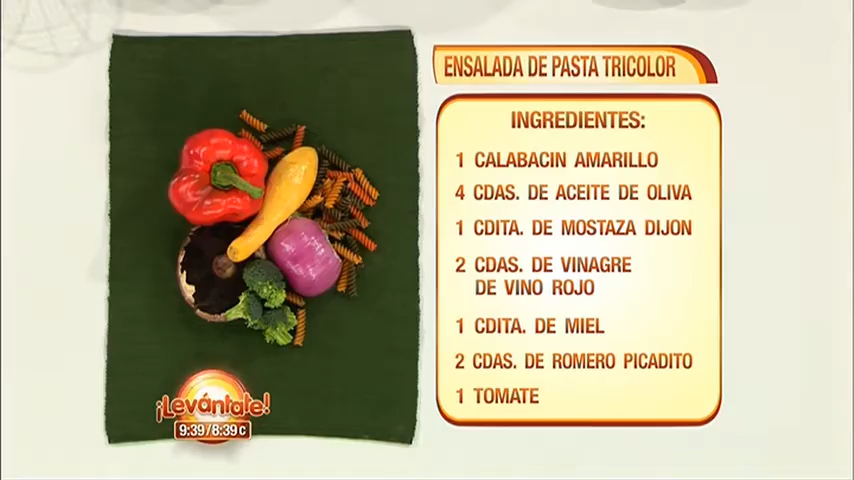 ENSALADA DE PASTA TRICOLOR
INGREDIENTES:
1 CALABACIN AMARILLO
4 CDAS. DE ACEITE DE OLIVA
1 CDITA. DE MOSTAZA DIJON
2 CDAS. DE VINAGRE
DE VINO ROJO
1 CDITA. DE MIEL
2 CDAS. DE ROMERO PICADITO
1 TOMATE
¡Levántate!
9:39/8:39c